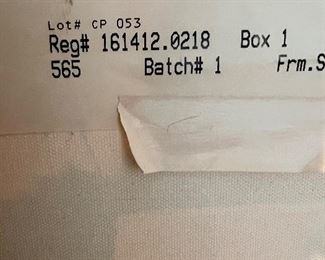 Lot# CP 053
Reg# 161412.0218 Box 1
565 Batch# 1 Frm.S